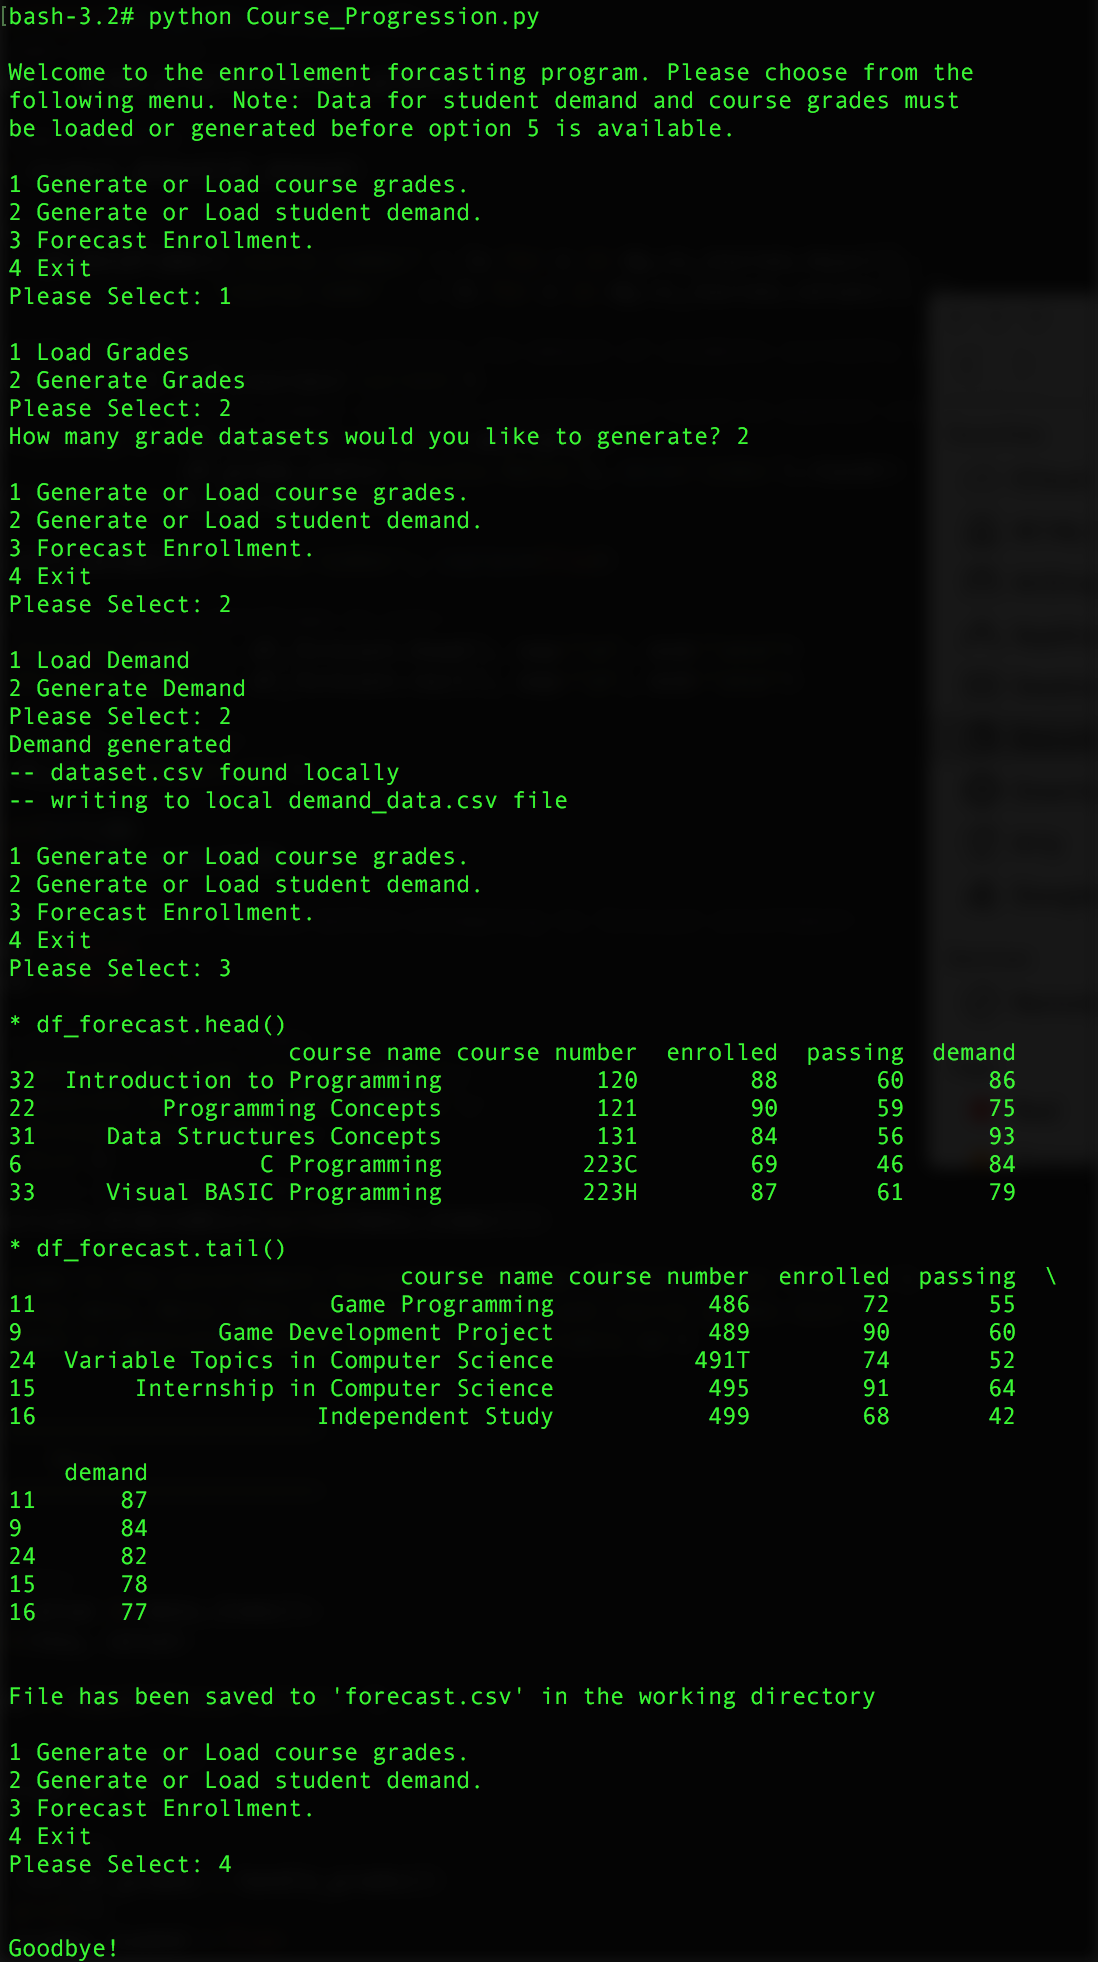 [bash-3.2# python Course_Progression.py
Welcome to the enrollement forcasting program. Please choose from the
following menu. Note: Data for student demand and course grades must
be loaded or generated before option 5 is available.
1 Generate or Load course grades.
2 Generate or Load student demand.
3 Forecast Enrollment.
4 Exit
Please Select: 1
1 Load Grades
2 Generate Grades
Please Select: 2
How many grade datasets would you like to generate? 2
1 Generate or Load course grades.
2 Generate or Load student demand.
3 Forecast Enrollment.
4 Exit
Please Select: 2
1 Load Demand
2 Generate Demand
Please Select: 2
Demand generated
-- dataset.csv found locally
-- writing to local demand_data.csv file
1 Generate or Load course grades.
2 Generate or Load student demand.
3 Forecast Enrollment.
4 Exit
Please Select: 3
* df_forecast.head()
course name course number  enrolled  passing  demand
32  Introduction to Programming           120        88       60      86
22         Programming Concepts           121        90       59      75
31     Data Structures Concepts           131        84       56      93
6                 C Programming          223C        69       46      84
33     Visual BASIC Programming          223H        87       61      79
* df_forecast.tail()
course name course number  enrolled  passing  \
11                     Game Programming           486        72       55
9              Game Development Project           489        90       60
24  Variable Topics in Computer Science          491T        74       52
15       Internship in Computer Science           495        91       64
16                    Independent Study           499        68       42
demand
11      87
9       84
24      82
15      78
16      77
File has been saved to 'forecast.csv' in the working directory
1 Generate or Load course grades.
2 Generate or Load student demand.
3 Forecast Enrollment.
4 Exit
Please Select: 4
Goodbye!